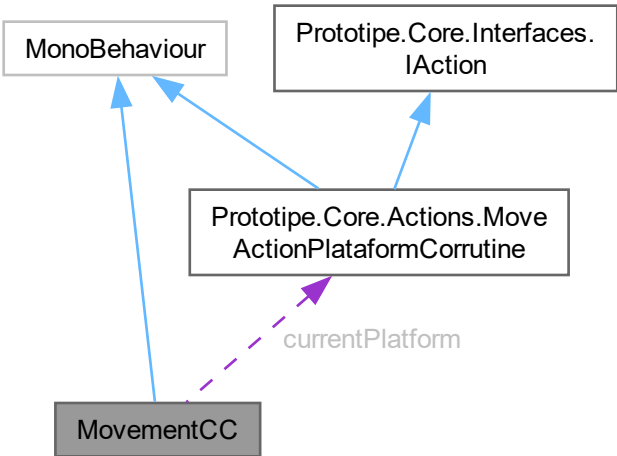 MonoBehaviour
Prototipe.Core.Interfaces.
IAction
Prototipe.Core.Actions.Move
ActionPlataformCorrutine
currentPlatform
MovementCC